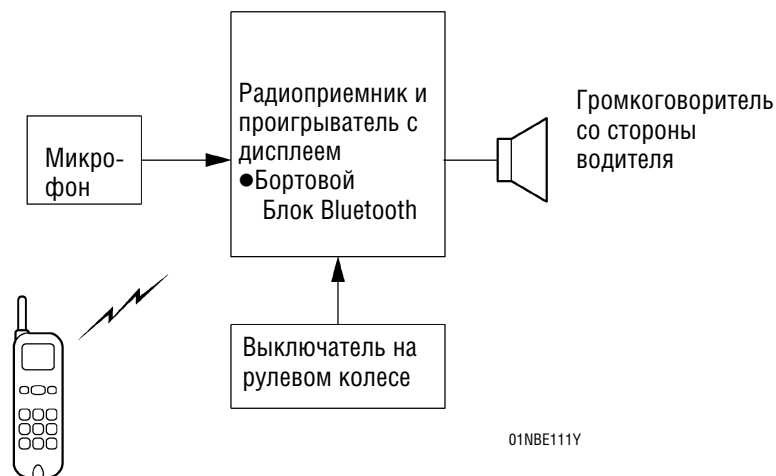 Радиоприемник и
проигрыватель с
дисплеем
●Бортовой
Блок Bluetooth
Громкоговоритель
со стороны
водителя
Микро-
фон
Выключатель на
рулевом колесе
01NBE111Y